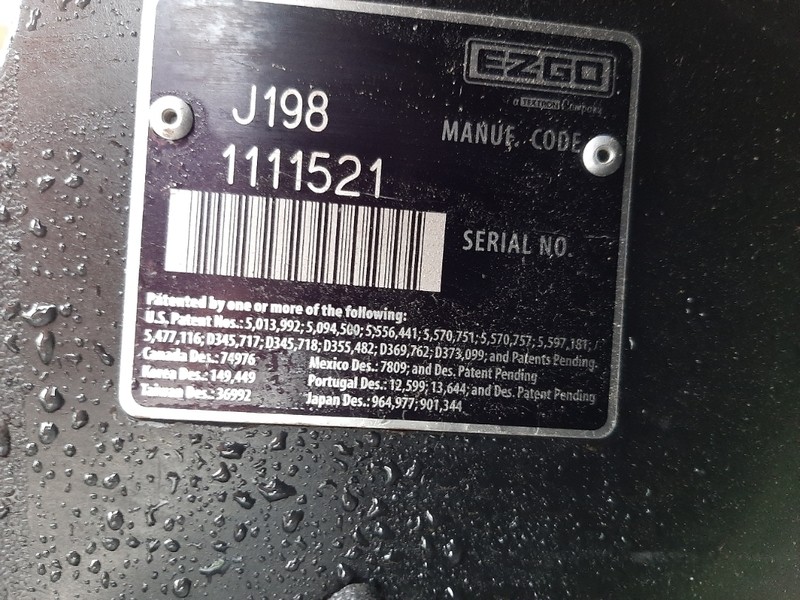 EZGO
a TEXTRON Company
J198
MANUF. CODE
1111521
SERIAL NO.
Patented by one or more of the following:
U.S. Patent Nos.: 5,013,992; 5,094,500; 5,556,441; 5,570,751; 5,570,757; 5,597,181;
5,477,116; D345,717; D345,718; D355,482; D369,762; D373,099; and Patents Pending.
Canada Des.: 74976
Mexico Des.: 7809; and Des. Patent Pending
Korea Des.: 149,449
Portugal Des.: 12,599; 13,644; and Des. Patent Pending
Taiwan Des.: 36992
Japan Des.: 964,977; 901,344